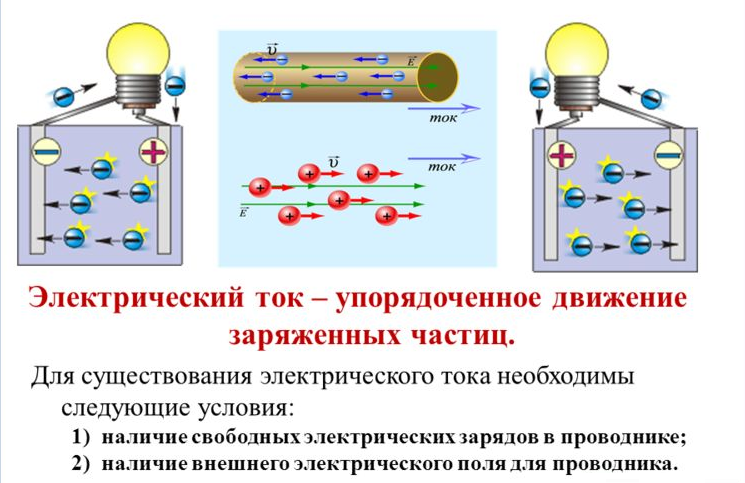 υ
E
ток
υ
ток
E
Электрический ток – упорядоченное движение
заряженных частиц.
Для существования электрического тока необходимы
следующие условия:
1) наличие свободных электрических зарядов в проводнике;
2) наличие внешнего электрического поля для проводника.